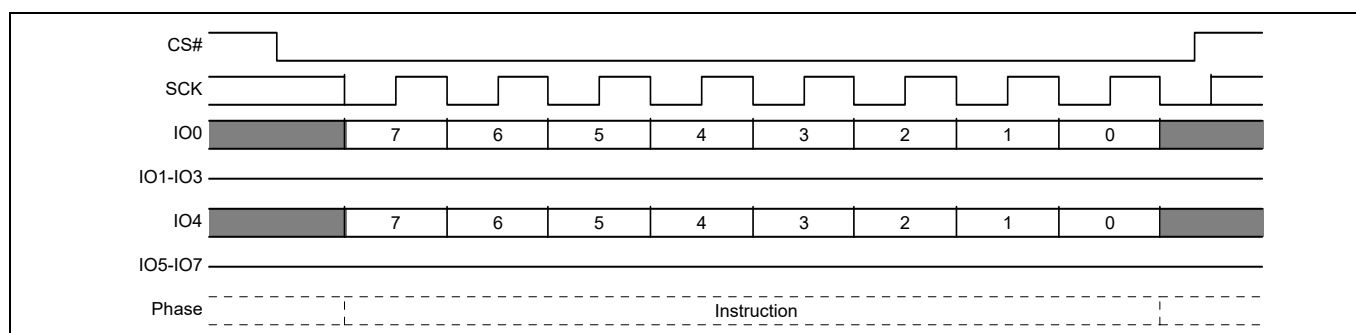 CS#
SCK
IO0 7 6 5 4 3 2 1 0
IO1-IO3
IO4 7 6 5 4 3 2 1 0
IO5-IO7
Phase Instruction